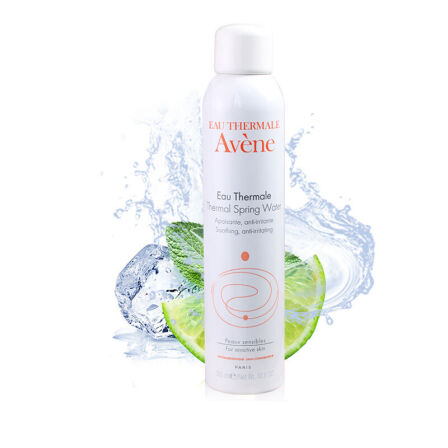 EAU THERMALE
Avène
Eau Thermale
Thermal Spring Water
Apaisante, anti-irritante
Soothing, anti-irritating
Peaux sensibles
For sensitive skin
PARIS